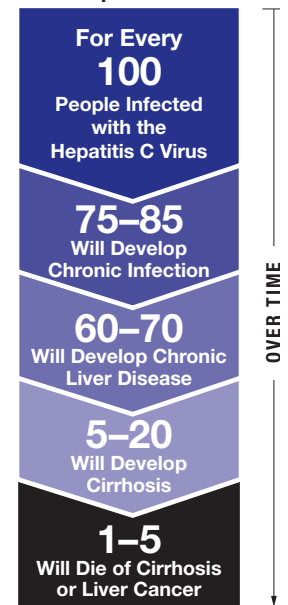 For Every
100
People Infected
with the
Hepatitis C Virus
75–85
Will Develop
Chronic Infection
60–70
Will Develop Chronic
Liver Disease
5–20
Will Develop
Cirrhosis
1–5
Will Die of Cirrhosis
or Liver Cancer
OVER TIME